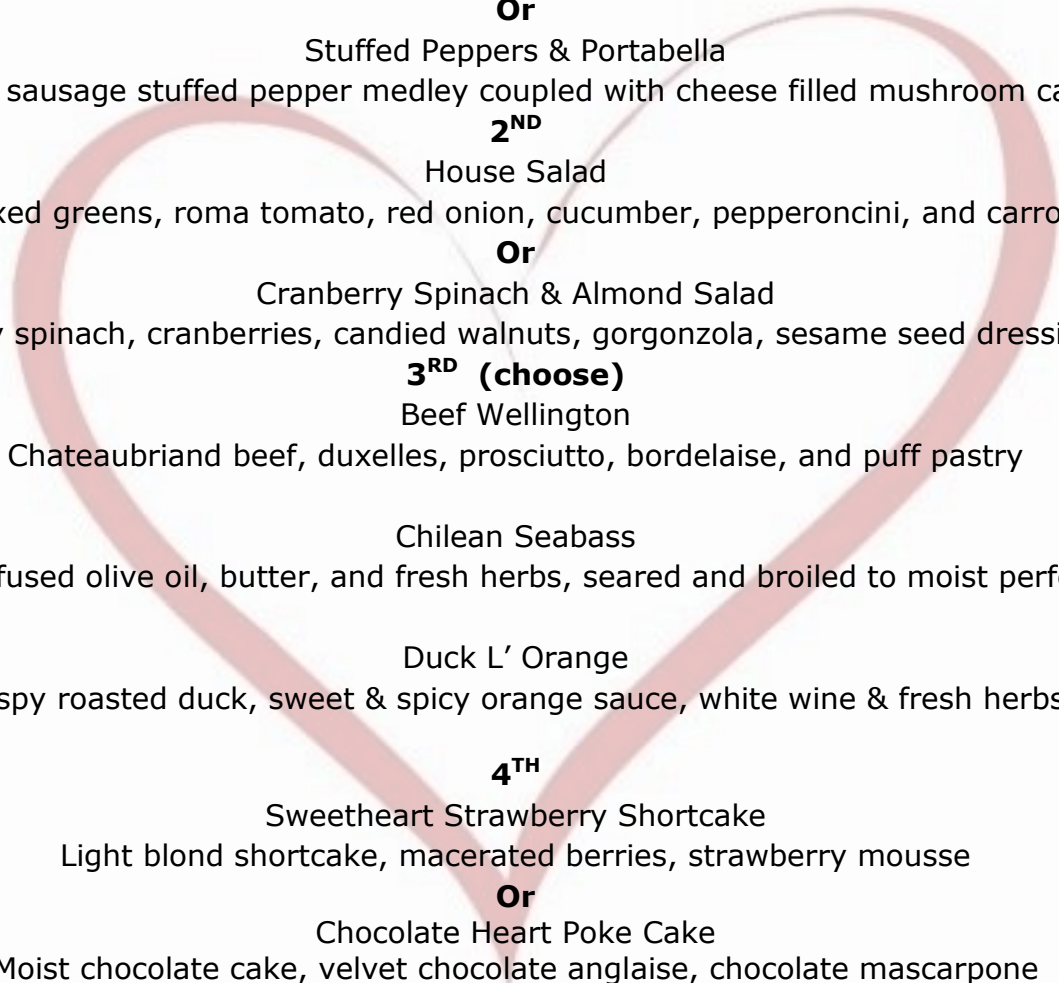 Or
Stuffed Peppers & Portabella
sausage stuffed pepper medley coupled with cheese filled mushroom
2ND
House Salad
greens, roma tomato, red onion, cucumber, pepperoncini, and
Or
Cranberry Spinach & Almond Salad
spinach, cranberries, candied walnuts, gorgonzola, sesame seed
3RD (choose)
Beef Wellington
Chateaubriand beef, duxelles, prosciutto, bordelaise, and puff pastry
Chilean Seabass
olive oil, butter, and fresh herbs, seared and broiled to moist
Duck L’ Orange
roasted duck, sweet & spicy orange sauce, white wine & fresh herbs
4TH
Sweetheart Strawberry Shortcake
Light blond shortcake, macerated berries, strawberry mousse
Or
Chocolate Heart Poke Cake
Moist chocolate cake, velvet chocolate anglaise, chocolate mascarpone